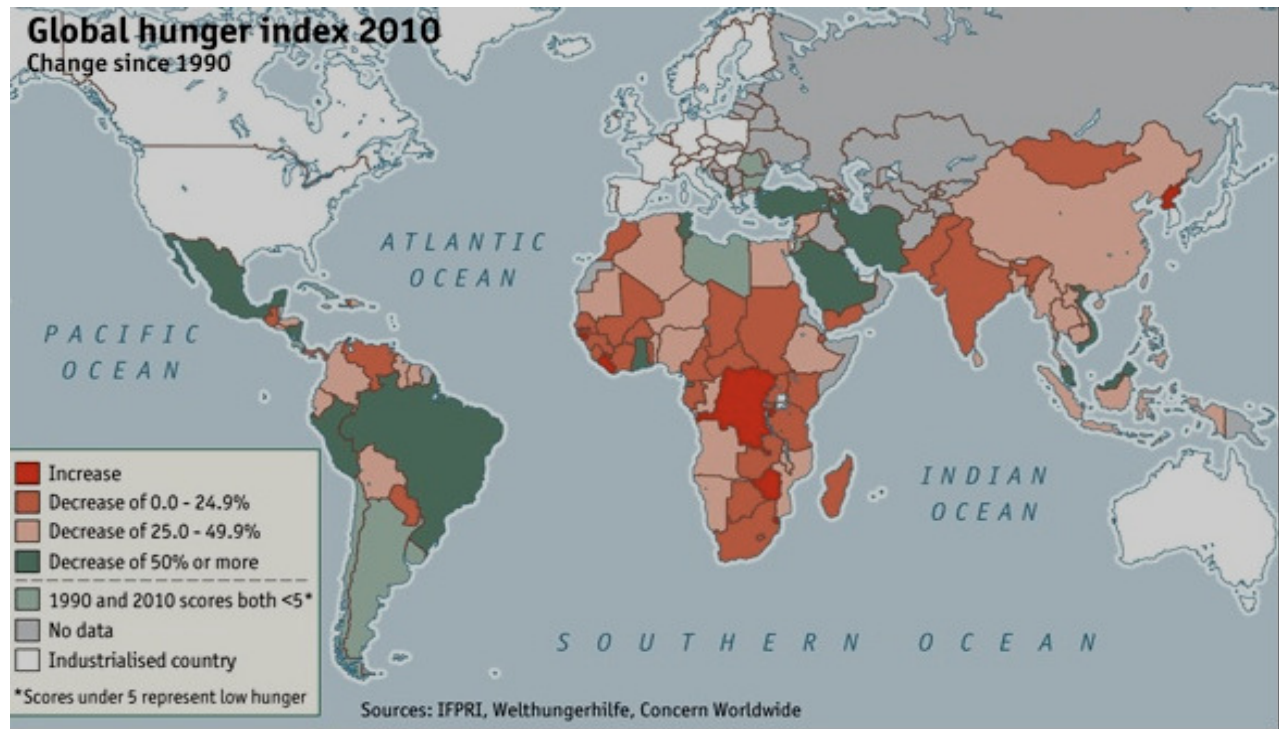 Global hunger index 2010
Change since 1990
ATLANTIC
OCEAN
PACIFIC
OCEAN
INDIAN
OCEAN
Increase
Decrease of 0.0 - 24.9%
Decrease of 25.0 - 49.9%
Decrease of 50% or more
1990 and 2010 scores both <5*
No data
Industrialised country
*Scores under 5 represent low hunger
SOUTHERN OCEAN
Sources: IFPRI, Welthungerhilfe, Concern Worldwide